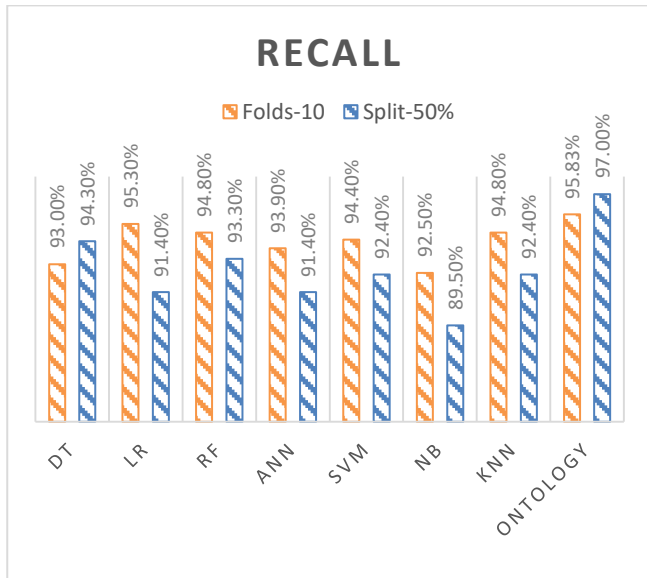 RECALL
Folds-10 Split-50%
93.00% 94.30% 95.30% 91.40% 94.80% 93.30% 93.90% 91.40% 94.40% 92.40% 92.50% 89.50% 94.80% 92.40% 95.83% 97.00%
DT LR RF ANN SVM NB KNN ONTOLOGY